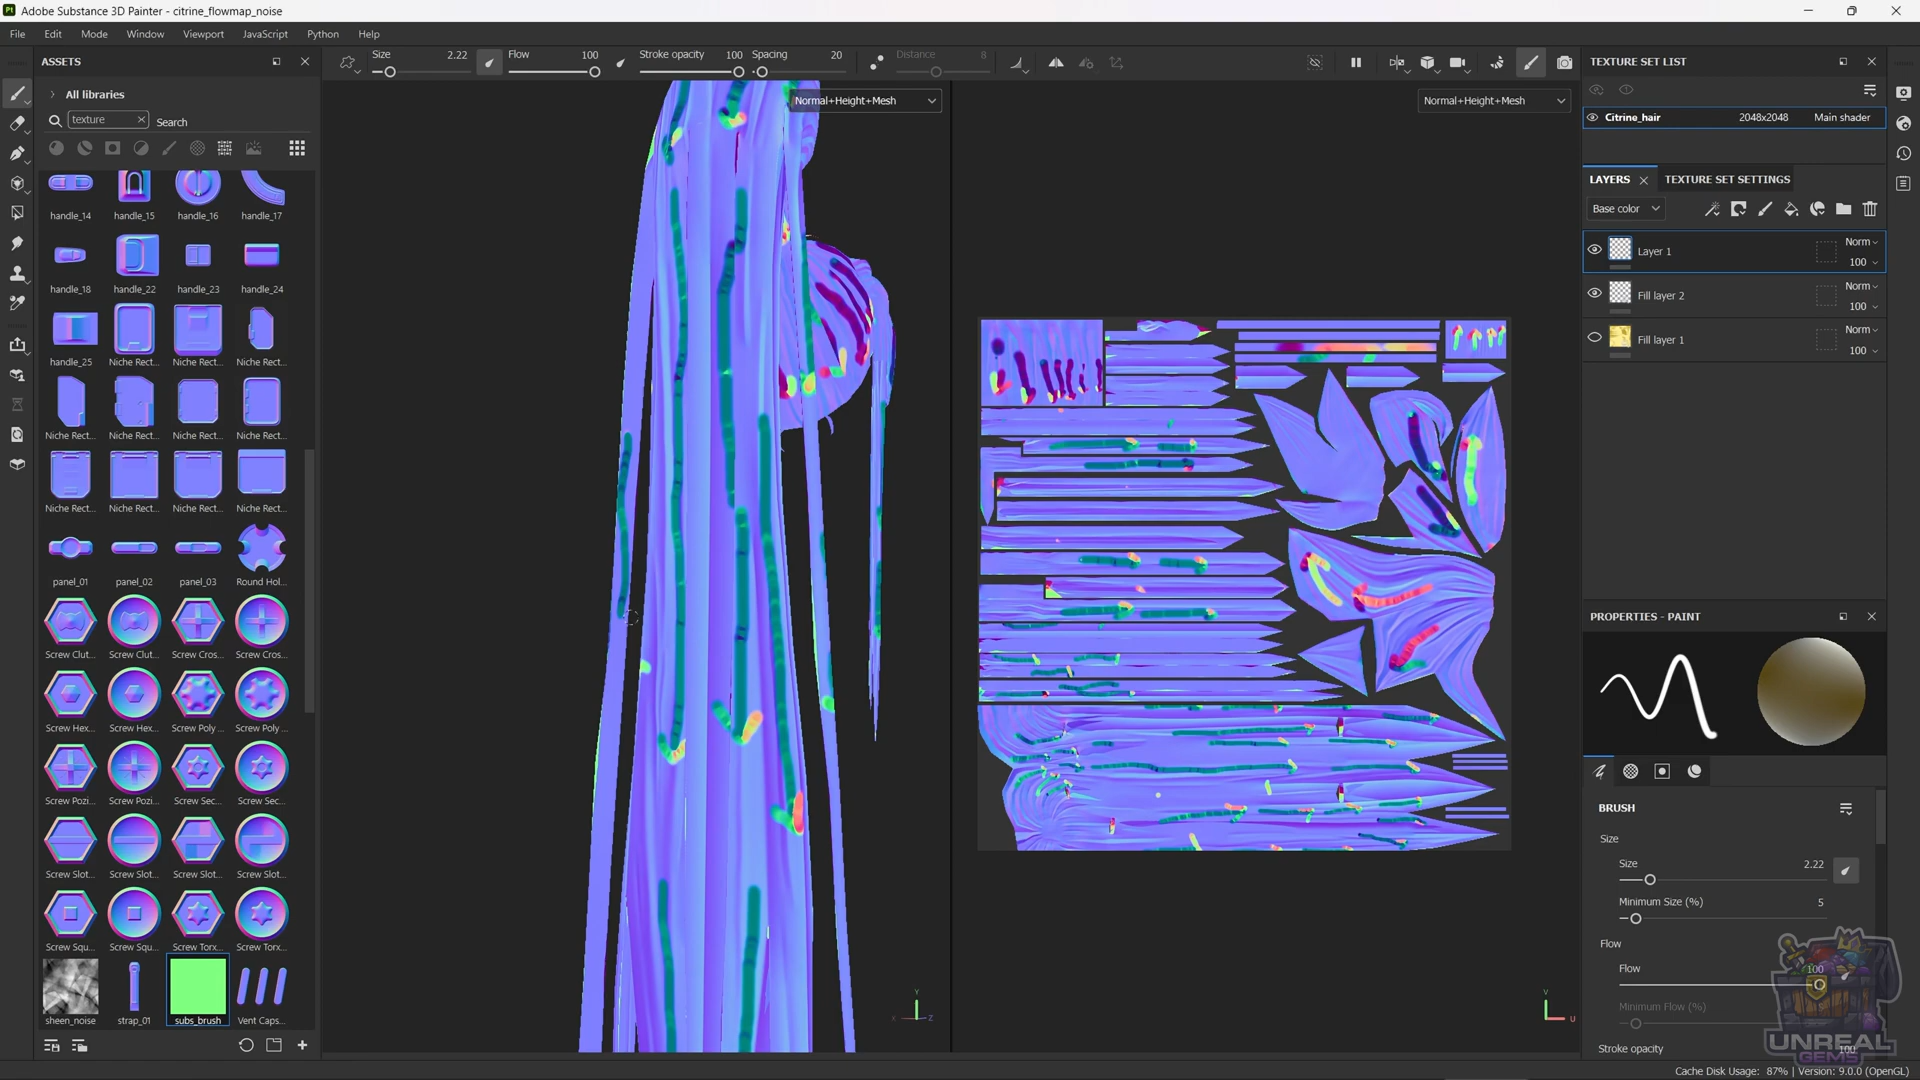 Adobe Substance 3D Painter - citrine_flowmap_noise
File Edit Mode Window Viewport JavaScript Python Help
ASSETS
Size 2.22 Flow 100 Stroke opacity 100 Spacing 20 Distance 8
All libraries
texture Search
Normal+Height+Mesh
Normal+Height+Mesh
handle_14 handle_15 handle_16 handle_17
handle_18 handle_22 handle_23 handle_24
handle_25 Niche Rect... Niche Rect... Niche Rect...
Niche Rect... Niche Rect... Niche Rect... Niche Rect...
Niche Rect... Niche Rect... Niche Rect... Niche Rect...
panel_01 panel_02 panel_03 Round Hol...
Screw Clut... Screw Clut... Screw Cros... Screw Cros...
Screw Hex... Screw Hex... Screw Poly ... Screw Poly ...
Screw Pozi... Screw Pozi... Screw Sec... Screw Sec...
Screw Slot... Screw Slot... Screw Slot... Screw Slot...
Screw Squ... Screw Squ... Screw Torx... Screw Torx...
sheen_noise strap_01 subs_brush Vent Caps...
Y
X Z
V
U
TEXTURE SET LIST
Citrine_hair 2048x2048 Main shader
LAYERS TEXTURE SET SETTINGS
Base color
Layer 1 Norm
100
Fill layer 2 Norm
100
Fill layer 1 Norm
100
PROPERTIES - PAINT
BRUSH
Size
Size 2.22
Minimum Size (%) 5
Flow
Flow 100
Minimum Flow (%)
Stroke opacity 100
UNREAL
GEMS
Cache Disk Usage: 87% | Version: 9.0.0 (OpenGL)